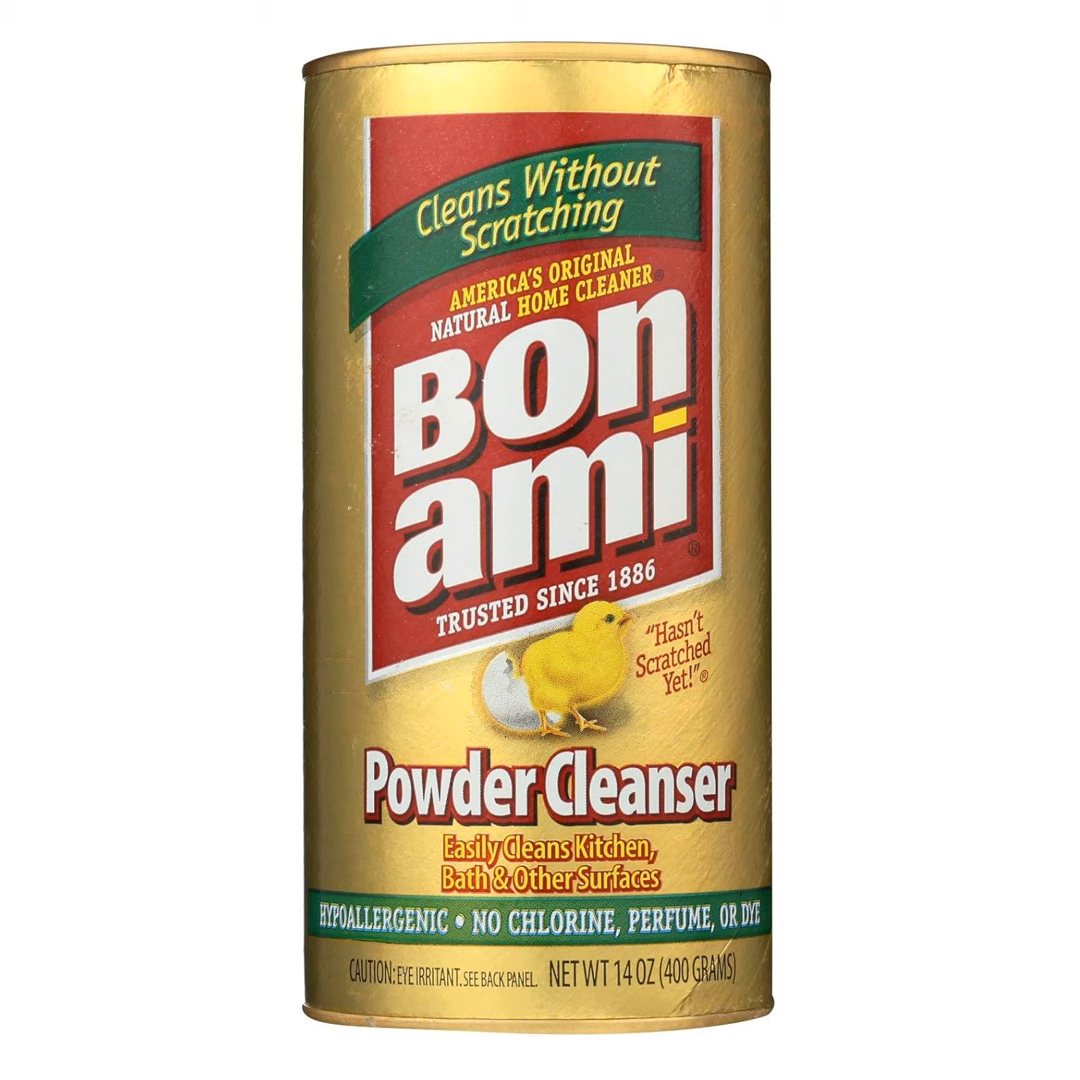 Cleans Without
Scratching
AMERICA'S ORIGINAL
NATURAL HOME CLEANER®
Bon
ami
®
TRUSTED SINCE 1886
"Hasn't
Scratched
Yet!"®
Powder Cleanser
Easily Cleans Kitchen,
Bath & Other Surfaces
HYPOALLERGENIC • NO CHLORINE, PERFUME, OR DYE
CAUTION: EYE IRRITANT. SEE BACK PANEL. NET WT 14 OZ (400 GRAMS)